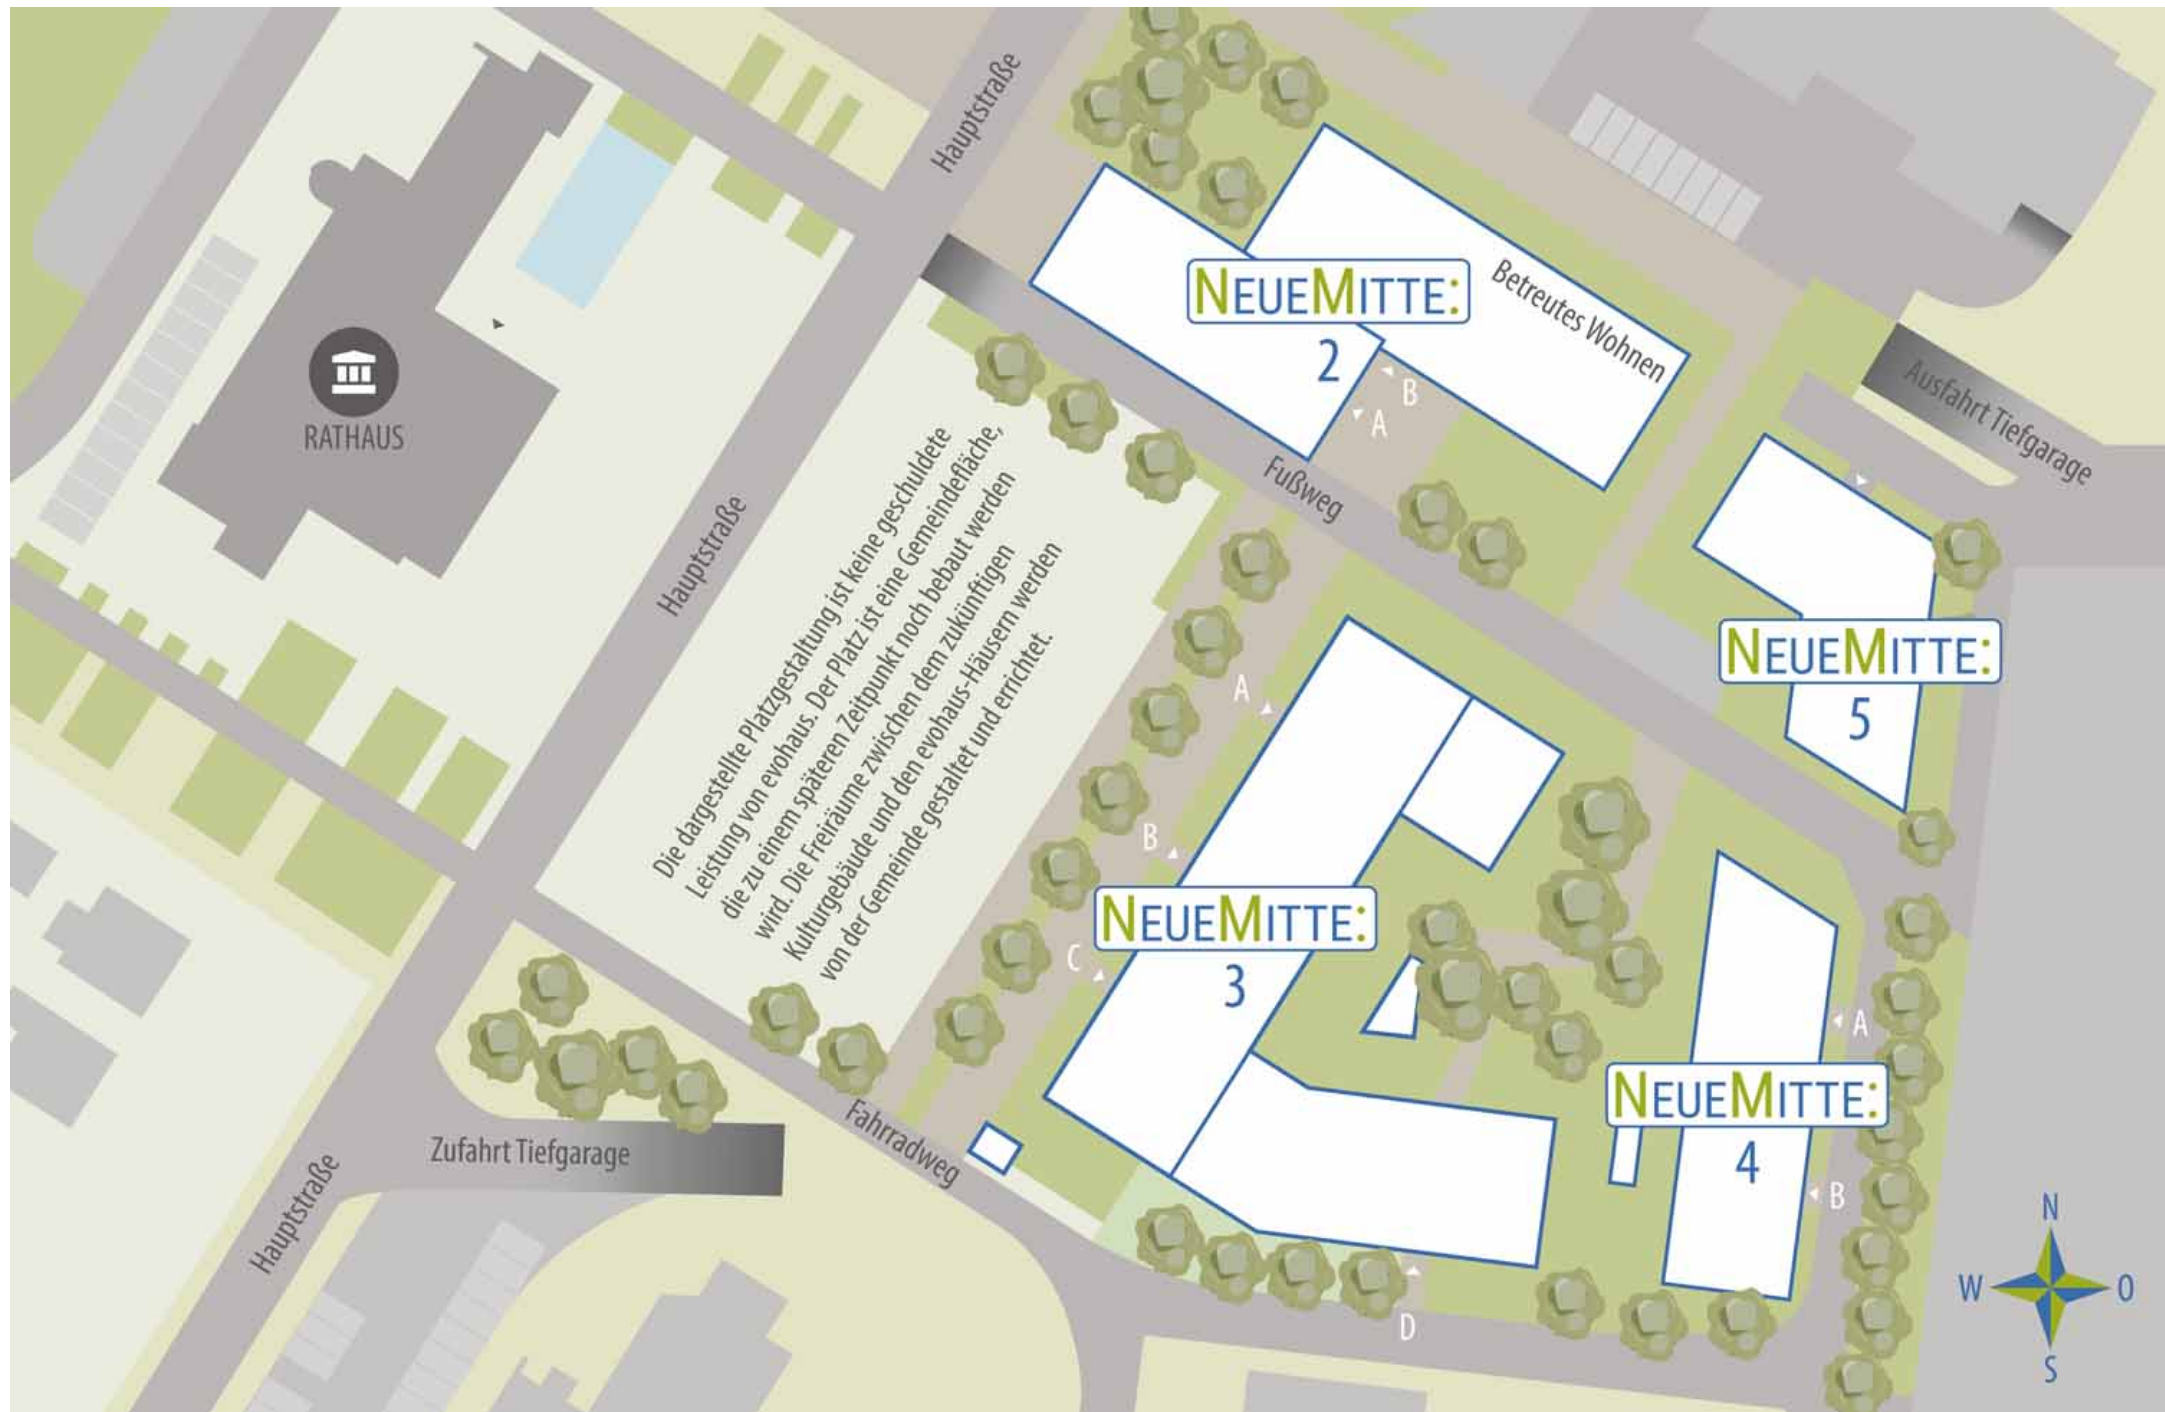 Hauptstraße
NEUEMITTE:
2
Betreutes Wohnen
B
A
RATHAUS
Ausfahrt Tiefgarage
Fußweg
Hauptstraße
Die dargestellte Platzgestaltung ist keine geschuldete
Leistung von evohaus. Der Platz ist eine Gemeindefläche,
die zu einem späteren Zeitpunkt noch bebaut werden
wird. Die Freiräume zwischen dem zukünftigen
Kulturgebäude und den evohaus-Häusern werden
von der Gemeinde gestaltet und errichtet.
NEUEMITTE:
5
A
B
C
NEUEMITTE:
3
A
NEUEMITTE:
4
B
Zufahrt Tiefgarage
Fahrradweg
Hauptstraße
D
N
W
O
S